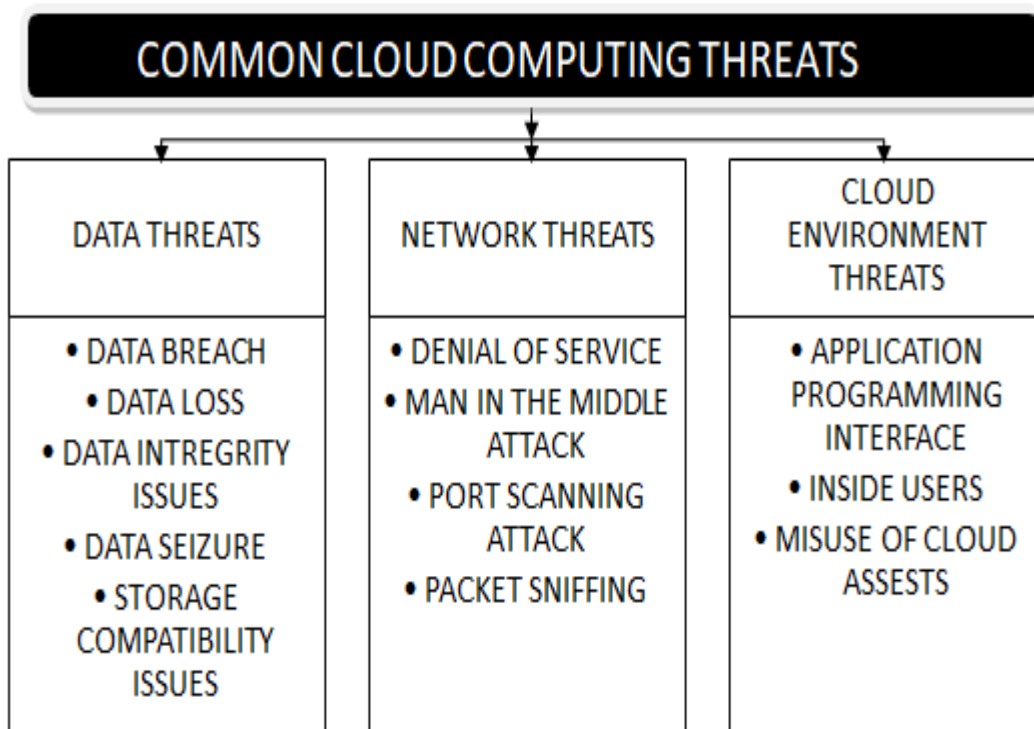 COMMON CLOUD COMPUTING THREATS
DATA THREATS
• DATA BREACH
• DATA LOSS
• DATA INTREGRITY
ISSUES
• DATA SEIZURE
• STORAGE
COMPATIBILITY
ISSUES
NETWORK THREATS
• DENIAL OF SERVICE
• MAN IN THE MIDDLE
ATTACK
• PORT SCANNING
ATTACK
• PACKET SNIFFING
CLOUD
ENVIRONMENT
THREATS
• APPLICATION
PROGRAMMING
INTERFACE
• INSIDE USERS
• MISUSE OF CLOUD
ASSESTS